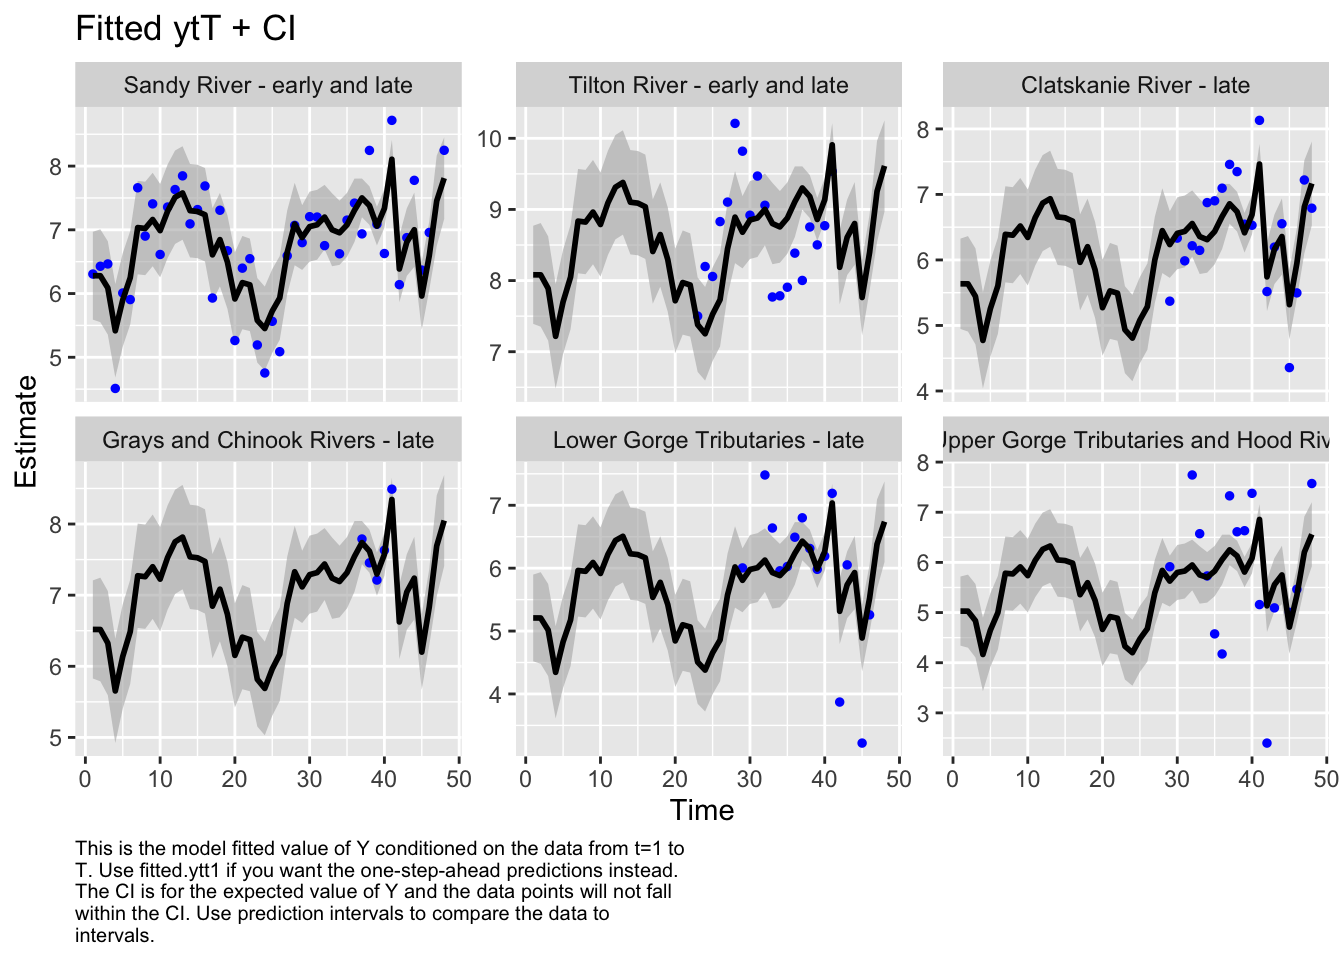 Fitted ytT + CI
Sandy River - early and late
Tilton River - early and late
Clatskanie River - late
8
7
6
5
10
9
8
7
8
7
6
5
4
Estimate
Grays and Chinook Rivers - late
Lower Gorge Tributaries - late
Upper Gorge Tributaries and Hood Riv
8
7
6
5
7
6
5
4
8
7
6
5
4
3
0 10 20 30 40 50
0 10 20 30 40 50
0 10 20 30 40 50
Time
This is the model fitted value of Y conditioned on the data from t=1 to
T. Use fitted.ytt1 if you want the one-step-ahead predictions instead.
The CI is for the expected value of Y and the data points will not fall
within the CI. Use prediction intervals to compare the data to
intervals.